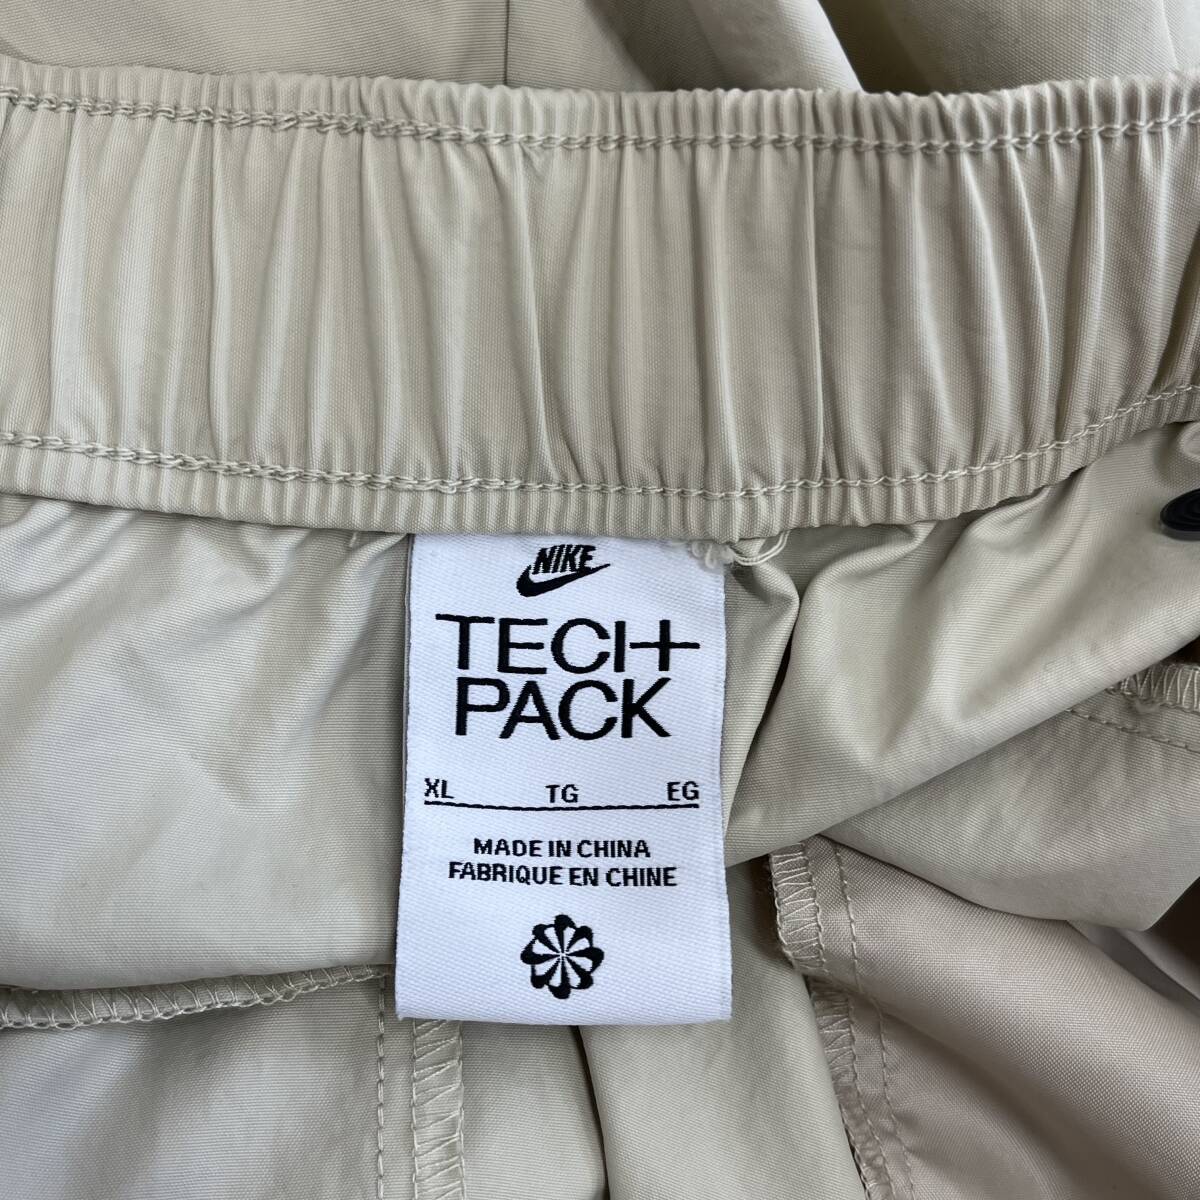 NIKE
TECH
PACK
XL TG EG
MADE IN CHINA
FABRIQUE EN CHINE